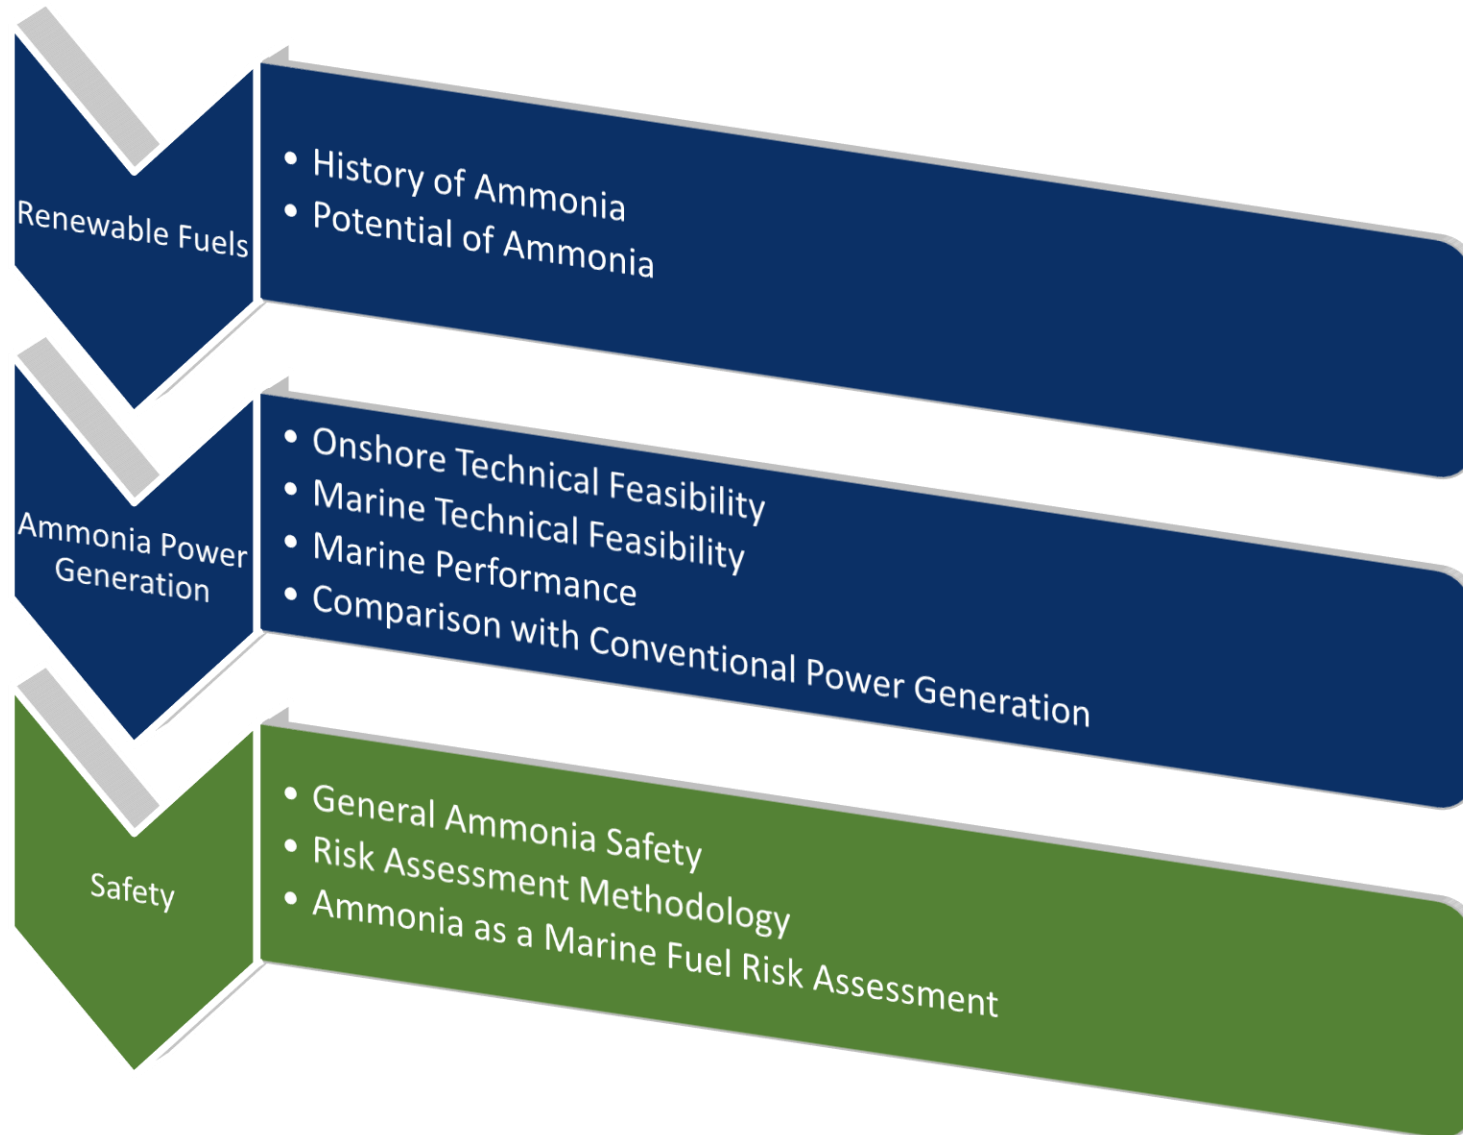 Renewable Fuels
• History of Ammonia
• Potential of Ammonia
Ammonia Power
Generation
• Onshore Technical Feasibility
• Marine Technical Feasibility
• Marine Performance
• Comparison with Conventional Power Generation
Safety
• General Ammonia Safety
• Risk Assessment Methodology
• Ammonia as a Marine Fuel Risk Assessment